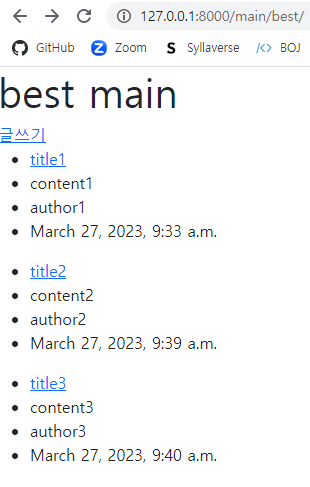 127.0.0.1:8000/main/best/
GitHub Zoom Syllaverse BOJ
best main
글쓰기
title1
content1
author1
March 27, 2023, 9:33 a.m.
title2
content2
author2
March 27, 2023, 9:39 a.m.
title3
content3
author3
March 27, 2023, 9:40 a.m.